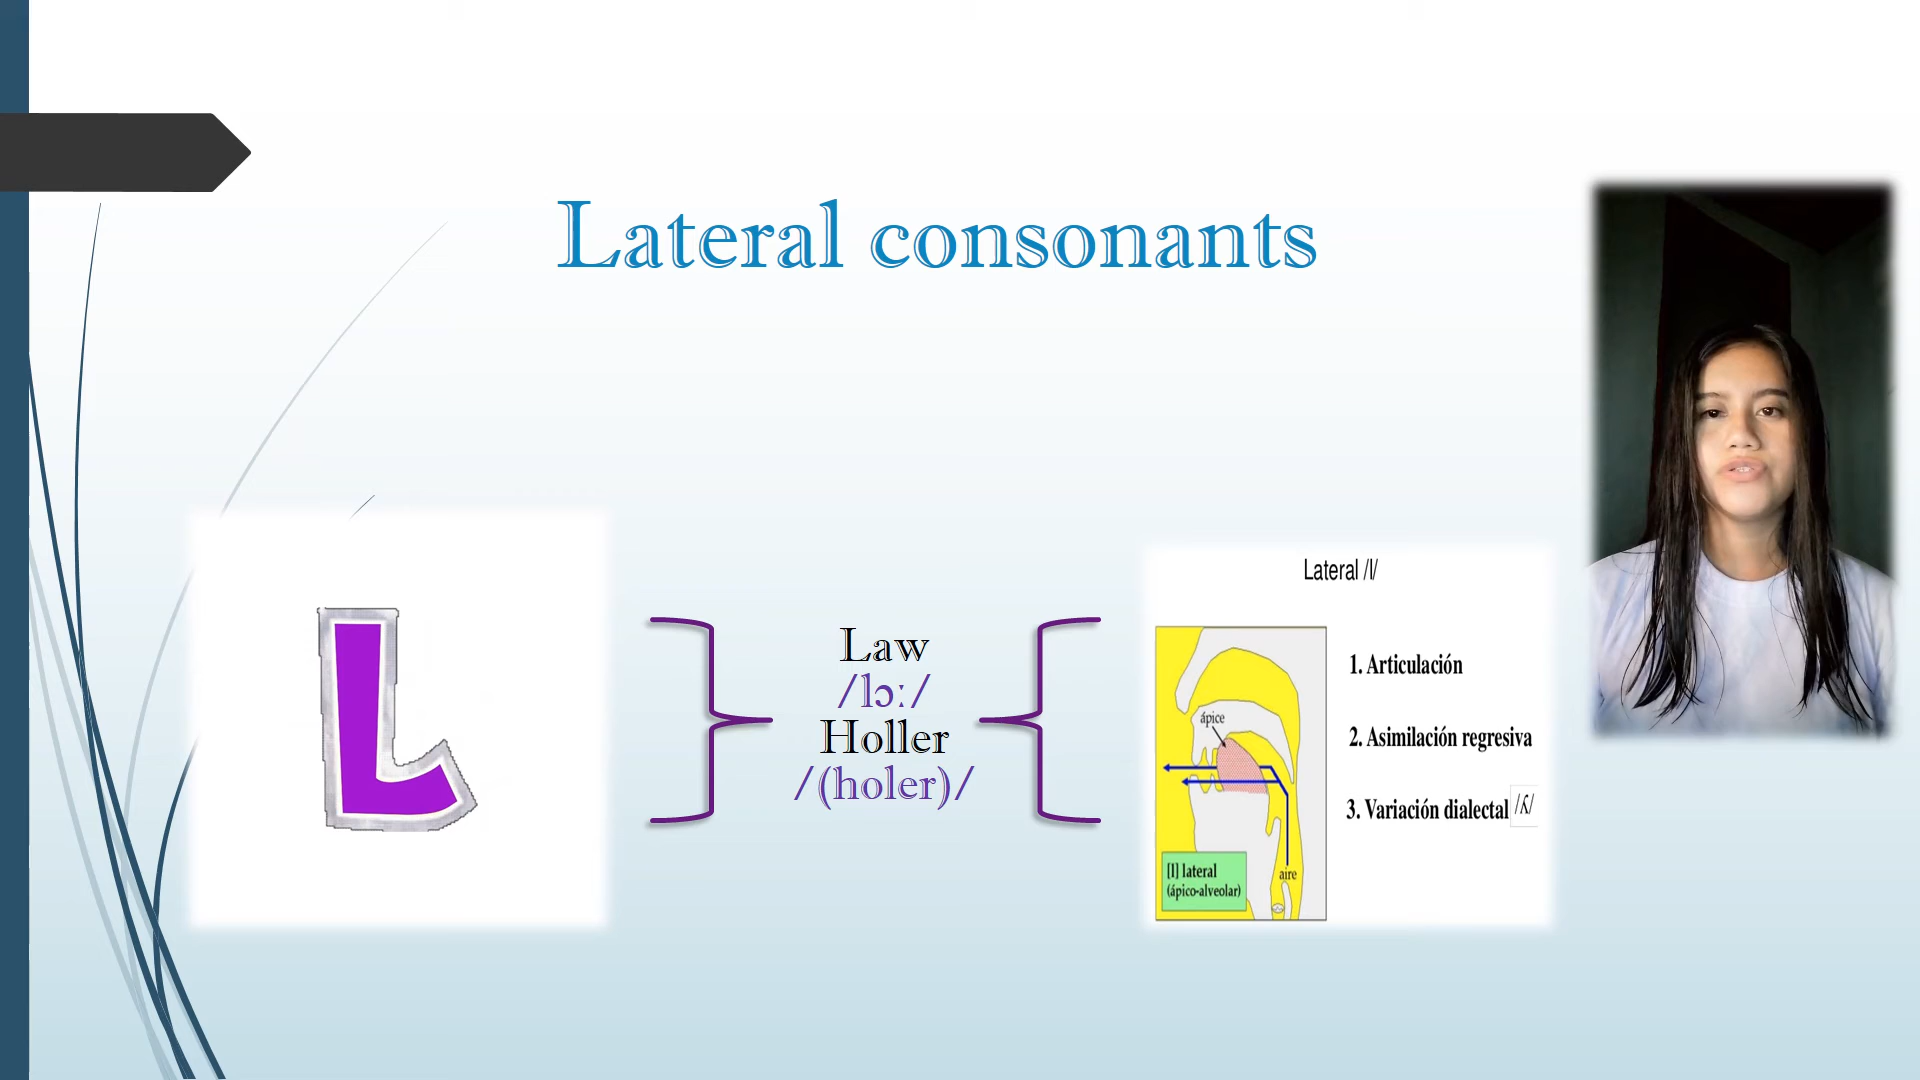 Lateral consonants
L
Law
/lɔː/
Holler
/(holer)/
Lateral /l/
1. Articulación
2. Asimilación regresiva
3. Variación dialectal /ʎ/
ápice
aire
[l] lateral
(ápico-alveolar)